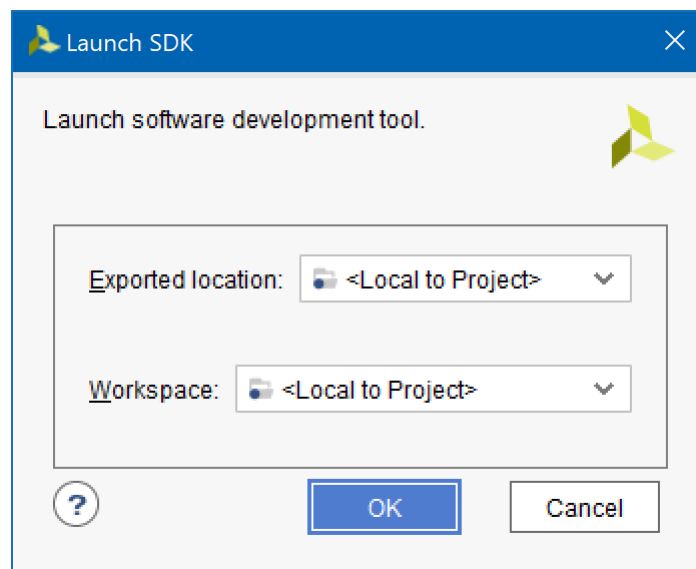 Launch SDK
Launch software development tool.
Exported location: <Local to Project>
Workspace: <Local to Project>
? OK Cancel